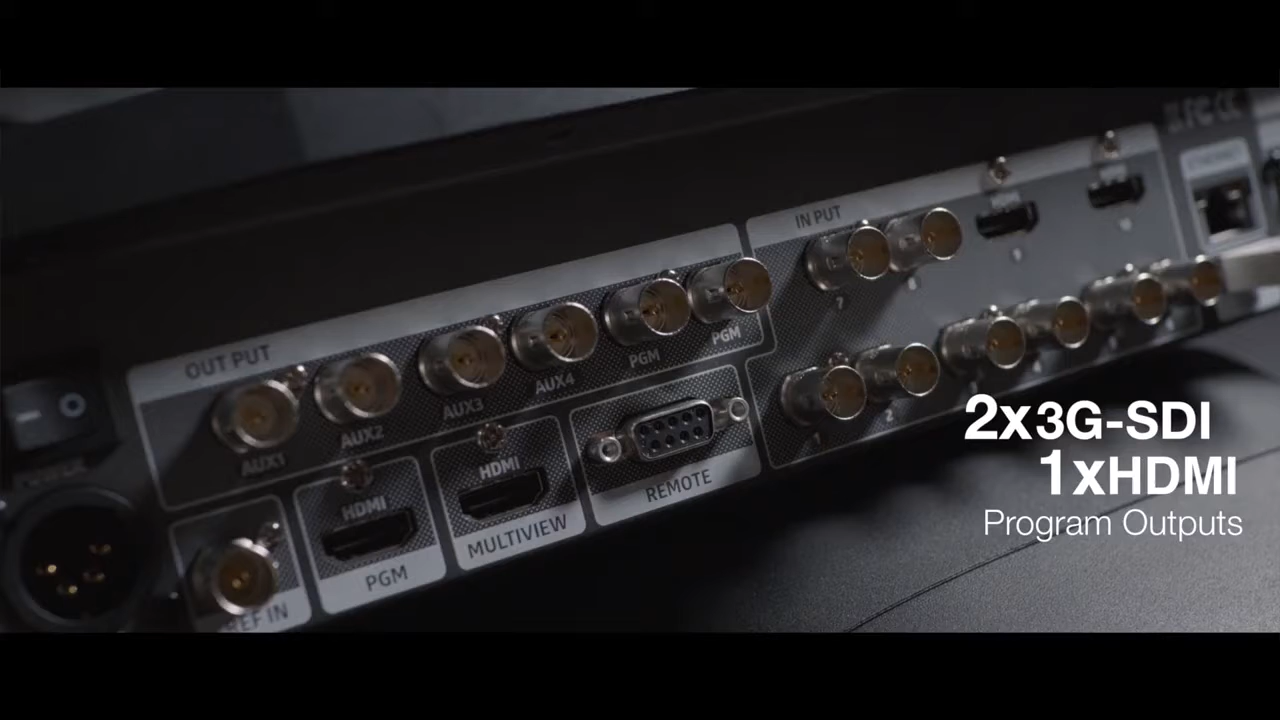 OUT PUT
IN PUT
AUX1
AUX2
AUX3
AUX4
PGM
PGM
HDMI
PGM
HDMI
MULTIVIEW
REMOTE
REF IN
2
2x3G-SDI
1xHDMI
Program Outputs